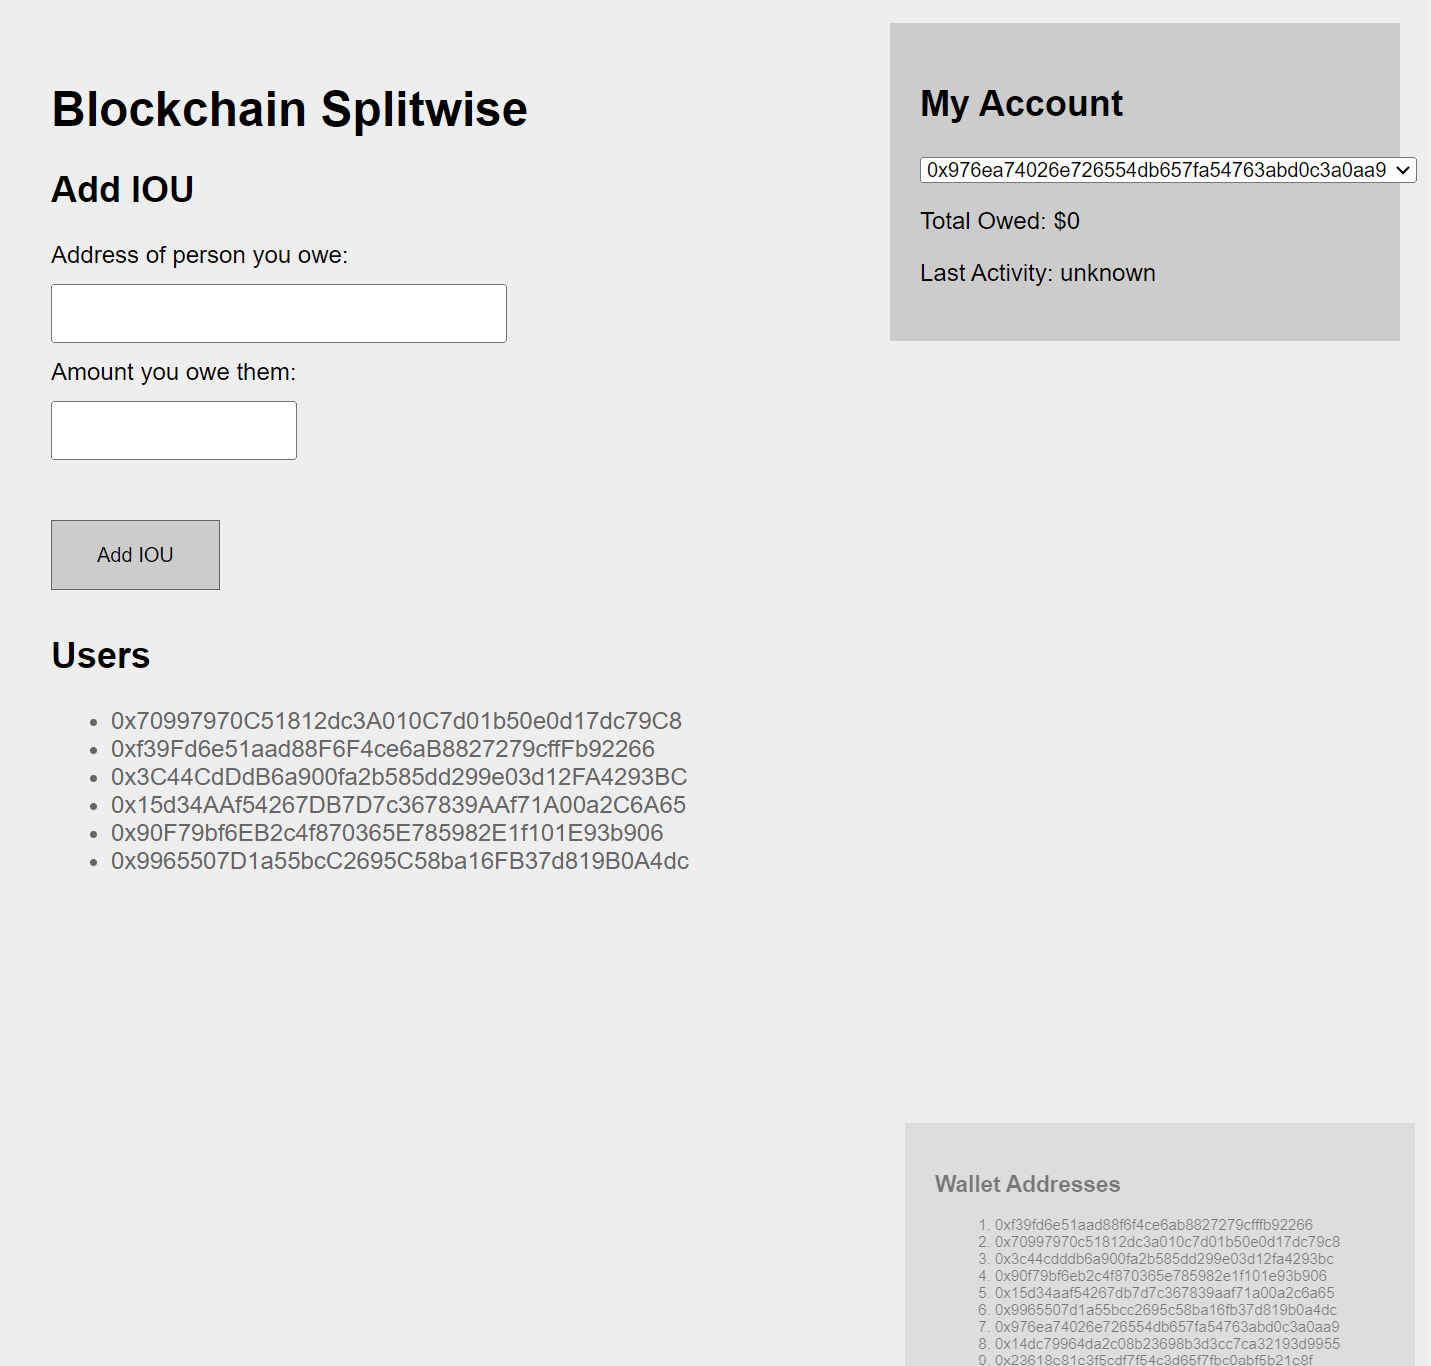 Blockchain Splitwise
Add IOU
Address of person you owe:
Amount you owe them:
Add IOU
Users
0x70997970C51812dc3A010C7d01b50e0d17dc79C8
0xf39Fd6e51aad88F6F4ce6aB8827279cffFb92266
0x3C44CdDdB6a900fa2b585dd299e03d12FA4293BC
0x15d34AAf54267DB7D7c367839AAf71A00a2C6A65
0x90F79bf6EB2c4f870365E785982E1f101E93b906
0x9965507D1a55bcC2695C58ba16FB37d819B0A4dc
My Account
0x976ea74026e726554db657fa54763abd0c3a0aa9
Total Owed: $0
Last Activity: unknown
Wallet Addresses
1. 0xf39fd6e51aad88f6f4ce6ab8827279cfffb92266
2. 0x70997970c51812dc3a010c7d01b50e0d17dc79c8
3. 0x3c44cdddb6a900fa2b585dd299e03d12fa4293bc
4. 0x90f79bf6eb2c4f870365e785982e1f101e93b906
5. 0x15d34aaf54267db7d7c367839aaf71a00a2c6a65
6. 0x9965507d1a55bcc2695c58ba16fb37d819b0a4dc
7. 0x976ea74026e726554db657fa54763abd0c3a0aa9
8. 0x14dc79964da2c08b23698b3d3cc7ca32193d9955
9. 0x23618e81e3f5cdf7f54c3d65f7fbc0abf5b21e8f